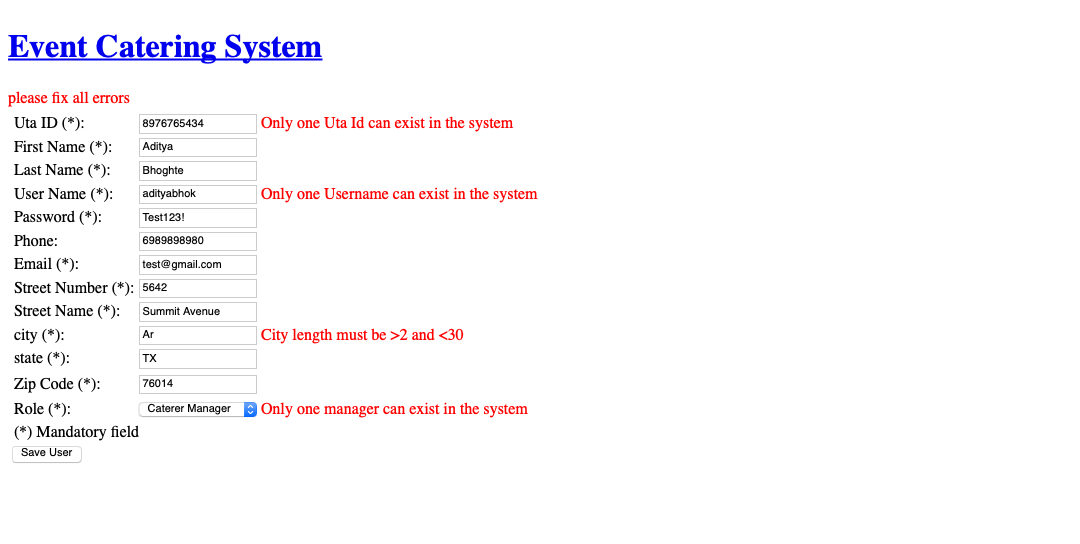 Event Catering System
please fix all errors
Uta ID (*): 8976765434 Only one Uta Id can exist in the system
First Name (*): Aditya
Last Name (*): Bhoghte
User Name (*): adityabhok Only one Username can exist in the system
Password (*): Test123!
Phone: 6989898980
Email (*): test@gmail.com
Street Number (*): 5642
Street Name (*): Summit Avenue
city (*): Ar City length must be >2 and <30
state (*): TX
Zip Code (*): 76014
Role (*): Caterer Manager Only one manager can exist in the system
(*) Mandatory field
Save User